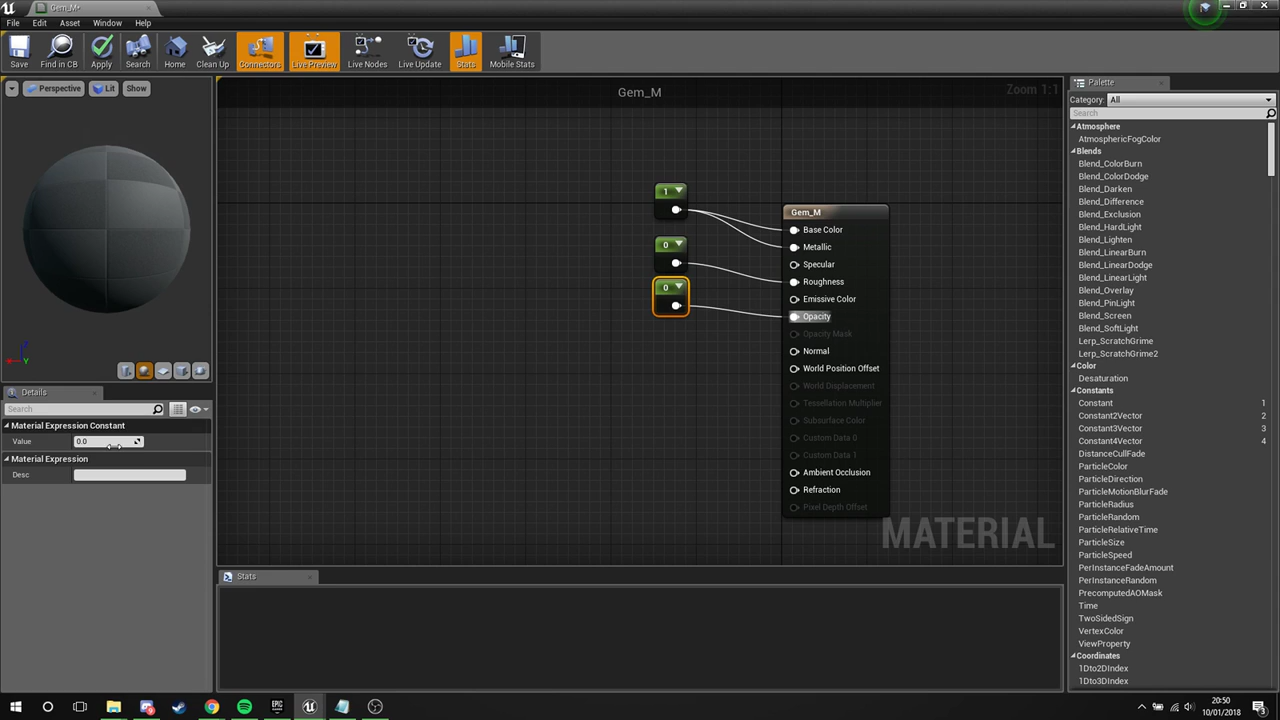 Gem_M*
File Edit Asset Window Help
Save Find in CB Apply Search Home Clean Up Connectors Live Preview Live Nodes Live Update Stats Mobile Stats
Perspective Lit Show
Gem_M
Zoom 1:1
1
0
0
Gem_M
Base Color
Metallic
Specular
Roughness
Emissive Color
Opacity
Opacity Mask
Normal
World Position Offset
World Displacement
Tessellation Multiplier
Subsurface Color
Custom Data 0
Custom Data 1
Ambient Occlusion
Refraction
Pixel Depth Offset
MATERIAL
Z
Y
Details
Search
Material Expression Constant
Value 0.0
Material Expression
Desc
Stats
Palette
Category: All
Search
Atmosphere
AtmosphericFogColor
Blends
Blend_ColorBurn
Blend_ColorDodge
Blend_Darken
Blend_Difference
Blend_Exclusion
Blend_HardLight
Blend_Lighten
Blend_LinearBurn
Blend_LinearDodge
Blend_LinearLight
Blend_Overlay
Blend_PinLight
Blend_Screen
Blend_SoftLight
Lerp_ScratchGrime
Lerp_ScratchGrime2
Color
Desaturation
Constants
Constant 1
Constant2Vector 2
Constant3Vector 3
Constant4Vector 4
DistanceCullFade
ParticleColor
ParticleDirection
ParticleMotionBlurFade
ParticleRadius
ParticleRandom
ParticleRelativeTime
ParticleSize
ParticleSpeed
PerInstanceFadeAmount
PerInstanceRandom
PrecomputedAOMask
Time
TwoSidedSign
VertexColor
ViewProperty
Coordinates
1Dto2DIndex
1Dto3DIndex
EPIC
20:50
10/01/2018
3